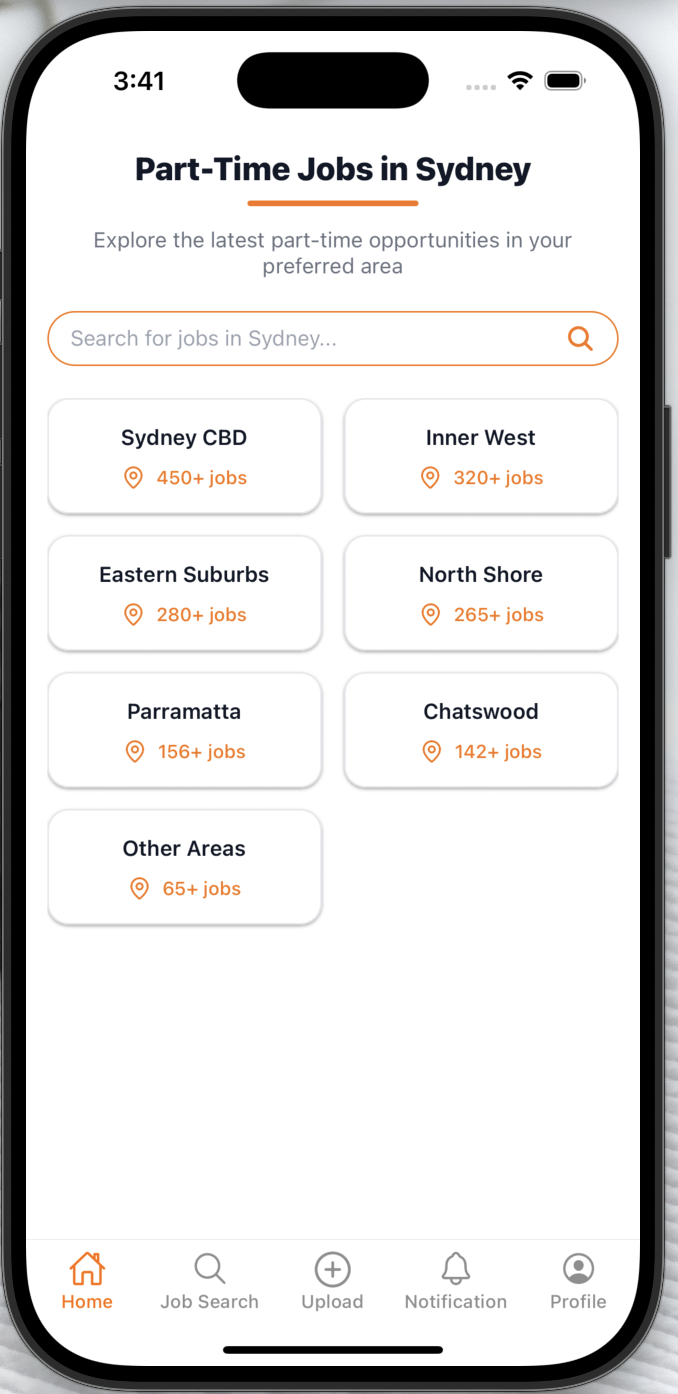 3:41
Part-Time Jobs in Sydney
Explore the latest part-time opportunities in your
preferred area
Search for jobs in Sydney...
Sydney CBD
450+ jobs
Inner West
320+ jobs
Eastern Suburbs
280+ jobs
North Shore
265+ jobs
Parramatta
156+ jobs
Chatswood
142+ jobs
Other Areas
65+ jobs
Home
Job Search
Upload
Notification
Profile